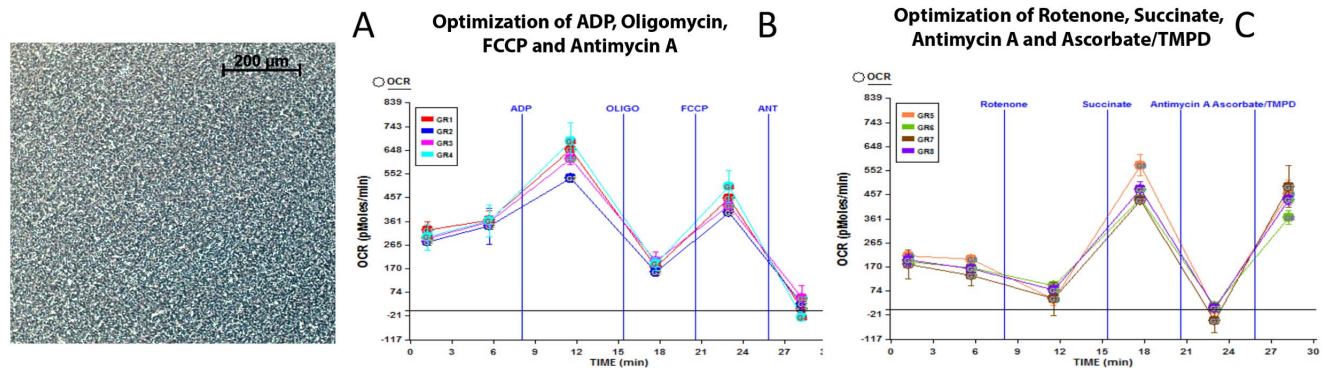 A
200 µm
Optimization of ADP, Oligomycin,
FCCP and Antimycin A
B
OCR
839
743
648
552
457
361
265
170
74
-21
-117
OCR (pMoles/min)
ADP
OLIGO
FCCP
ANT
GR1
GR2
GR3
GR4
0
3
6
9
12
15
18
21
24
27
TIME (min)
Optimization of Rotenone, Succinate,
Antimycin A and Ascorbate/TMPD
C
OCR
839
743
648
552
457
361
265
170
74
-21
-117
OCR (pMoles/min)
Rotenone
Succinate
Antimycin A
Ascorbate/TMPD
GR5
GR6
GR7
GR8
0
3
6
9
12
15
18
21
24
27
30
TIME (min)